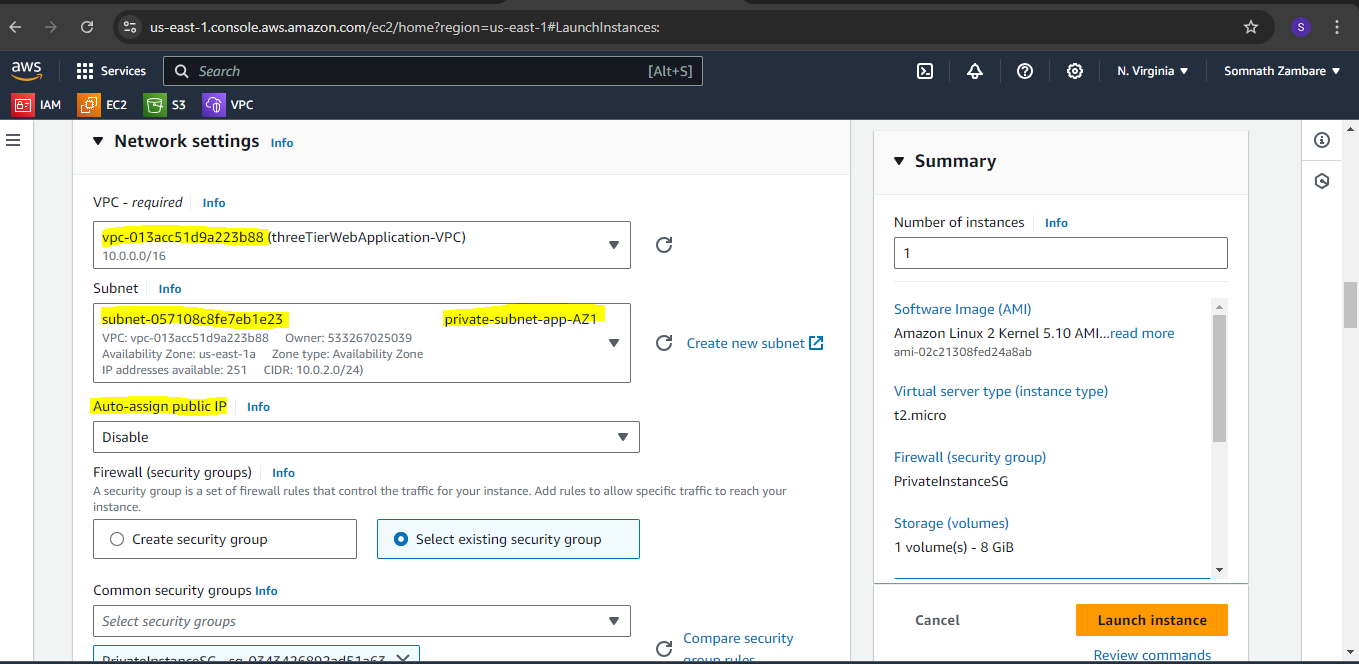 us-east-1.console.aws.amazon.com/ec2/home?region=us-east-1#LaunchInstances:
S
aws
Services
Search
[Alt+S]
N. Virginia
Somnath Zambare
IAM
EC2
S3
VPC
Network settings Info
VPC - required Info
vpc-013acc51d9a223b88 (threeTierWebApplication-VPC)
10.0.0.0/16
Subnet Info
subnet-057108c8fe7eb1e23 private-subnet-app-AZ1
VPC: vpc-013acc51d9a223b88 Owner: 533267025039
Availability Zone: us-east-1a Zone type: Availability Zone
IP addresses available: 251 CIDR: 10.0.2.0/24)
Create new subnet
Auto-assign public IP Info
Disable
Firewall (security groups) Info
A security group is a set of firewall rules that control the traffic for your instance. Add rules to allow specific traffic to reach your
instance.
Create security group
Select existing security group
Common security groups Info
Select security groups
Compare security
group rules
PrivateInstanceSG sg-0343426892ad51a63
Summary
Number of instances Info
1
Software Image (AMI)
Amazon Linux 2 Kernel 5.10 AMI...read more
ami-02c21308fed24a8ab
Virtual server type (instance type)
t2.micro
Firewall (security group)
PrivateInstanceSG
Storage (volumes)
1 volume(s) - 8 GiB
Cancel
Launch instance
Review commands